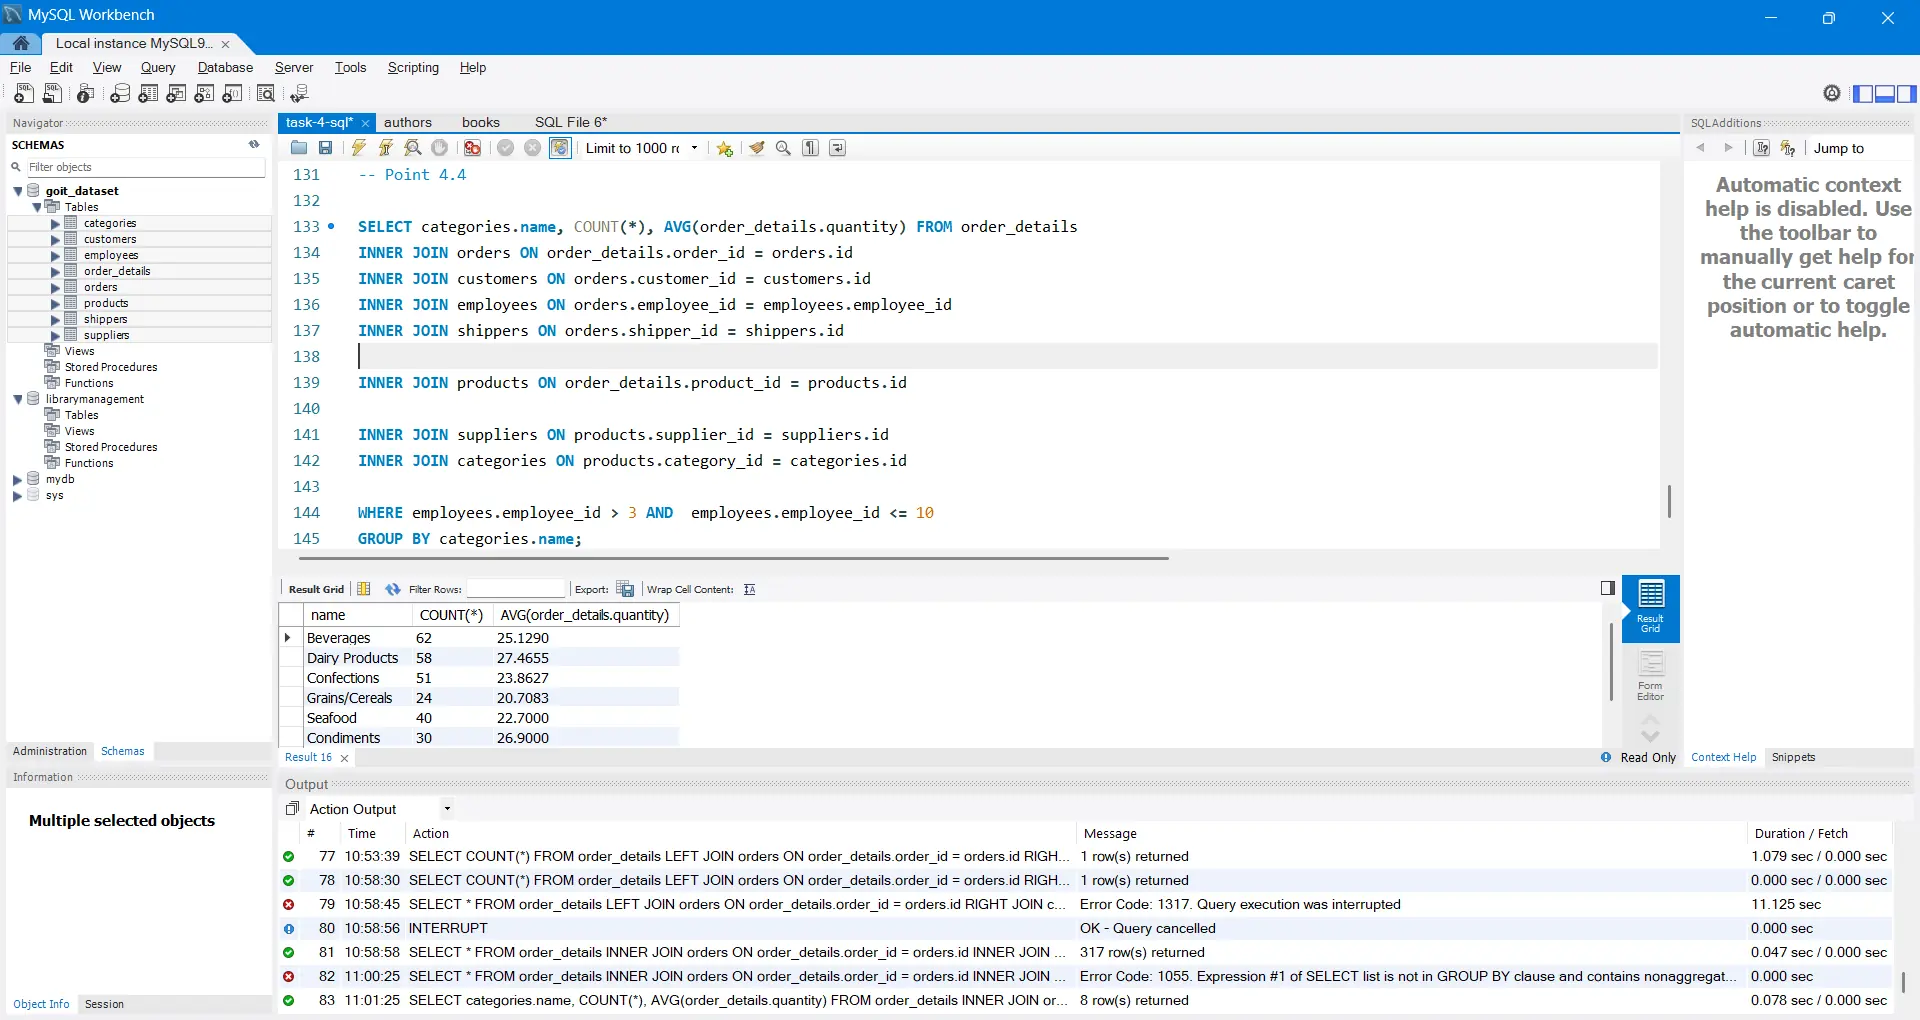 MySQL Workbench
Local instance MySQL9...
File Edit View Query Database Server Tools Scripting Help
Navigator
SCHEMAS
Filter objects
goit_dataset
Tables
categories
customers
employees
order_details
orders
products
shippers
suppliers
Views
Stored Procedures
Functions
librarymanagement
Tables
Views
Stored Procedures
Functions
mydb
sys
Administration Schemas
Information
Multiple selected objects
Object Info Session
task-4-sql* authors books SQL File 6*
Limit to 1000 r
131 -- Point 4.4
132
133 SELECT categories.name, COUNT(*), AVG(order_details.quantity) FROM order_details
134 INNER JOIN orders ON order_details.order_id = orders.id
135 INNER JOIN customers ON orders.customer_id = customers.id
136 INNER JOIN employees ON orders.employee_id = employees.employee_id
137 INNER JOIN shippers ON orders.shipper_id = shippers.id
138
139 INNER JOIN products ON order_details.product_id = products.id
140
141 INNER JOIN suppliers ON products.supplier_id = suppliers.id
142 INNER JOIN categories ON products.category_id = categories.id
143
144 WHERE employees.employee_id > 3 AND  employees.employee_id <= 10
145 GROUP BY categories.name;
Result Grid Filter Rows: Export: Wrap Cell Content:
name COUNT(*) AVG(order_details.quantity)
Beverages 62 25.1290
Dairy Products 58 27.4655
Confections 51 23.8627
Grains/Cereals 24 20.7083
Seafood 40 22.7000
Condiments 30 26.9000
Result 16
Result Grid
Form Editor
Read Only
SQLAdditions
Jump to
Automatic context
help is disabled. Use
the toolbar to
manually get help for
the current caret
position or to toggle
automatic help.
Context Help Snippets
Output
Action Output
# Time Action Message Duration / Fetch
77 10:53:39 SELECT COUNT(*) FROM order_details LEFT JOIN orders ON order_details.order_id = orders.id RIGH... 1 row(s) returned 1.079 sec / 0.000 sec
78 10:58:30 SELECT COUNT(*) FROM order_details LEFT JOIN orders ON order_details.order_id = orders.id RIGH... 1 row(s) returned 0.000 sec / 0.000 sec
79 10:58:45 SELECT * FROM order_details LEFT JOIN orders ON order_details.order_id = orders.id RIGHT JOIN c... Error Code: 1317. Query execution was interrupted 11.125 sec
80 10:58:56 INTERRUPT OK - Query cancelled 0.000 sec
81 10:58:58 SELECT * FROM order_details INNER JOIN orders ON order_details.order_id = orders.id INNER JOIN ... 317 row(s) returned 0.047 sec / 0.000 sec
82 11:00:25 SELECT * FROM order_details INNER JOIN orders ON order_details.order_id = orders.id INNER JOIN ... Error Code: 1055. Expression #1 of SELECT list is not in GROUP BY clause and contains nonaggregat... 0.000 sec
83 11:01:25 SELECT categories.name, COUNT(*), AVG(order_details.quantity) FROM order_details INNER JOIN or... 8 row(s) returned 0.078 sec / 0.000 sec